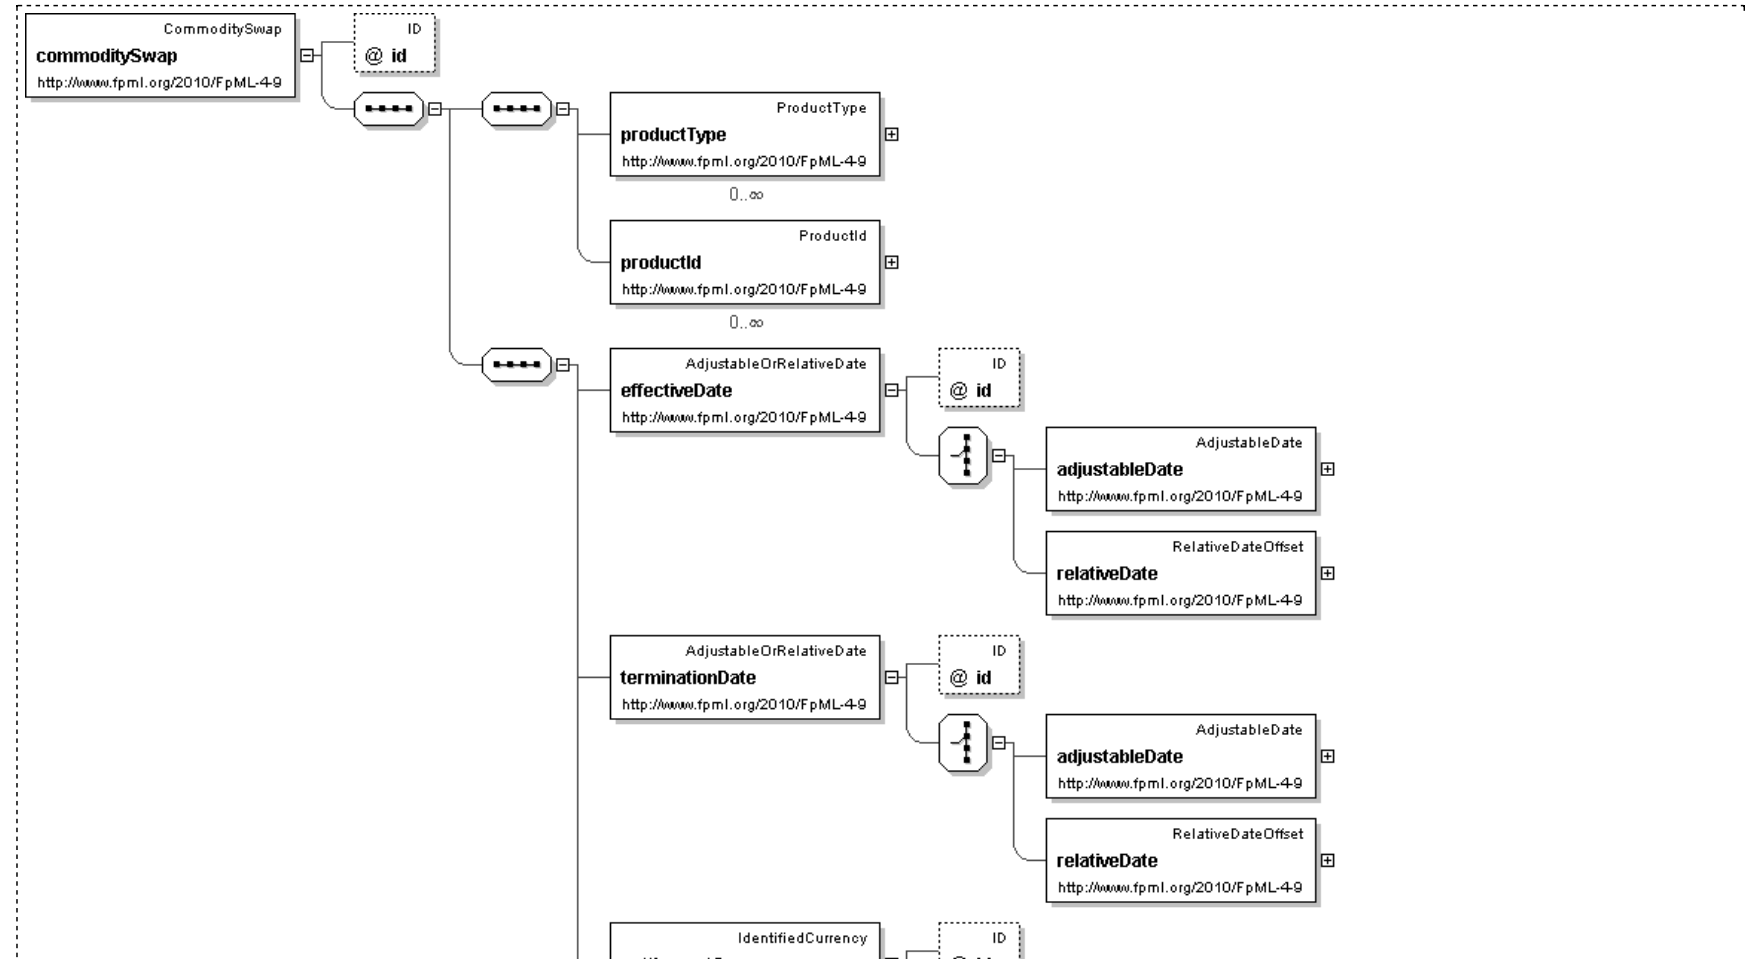 CommoditySwap
commoditySwap
http://www.fpml.org/2010/FpML-4-9
ID
@ id
ProductType
productType
http://www.fpml.org/2010/FpML-4-9
0..∞
ProductId
productId
http://www.fpml.org/2010/FpML-4-9
0..∞
AdjustableOrRelativeDate
effectiveDate
http://www.fpml.org/2010/FpML-4-9
ID
@ id
AdjustableDate
adjustableDate
http://www.fpml.org/2010/FpML-4-9
RelativeDateOffset
relativeDate
http://www.fpml.org/2010/FpML-4-9
AdjustableOrRelativeDate
terminationDate
http://www.fpml.org/2010/FpML-4-9
ID
@ id
AdjustableDate
adjustableDate
http://www.fpml.org/2010/FpML-4-9
RelativeDateOffset
relativeDate
http://www.fpml.org/2010/FpML-4-9
IdentifiedCurrency
ID